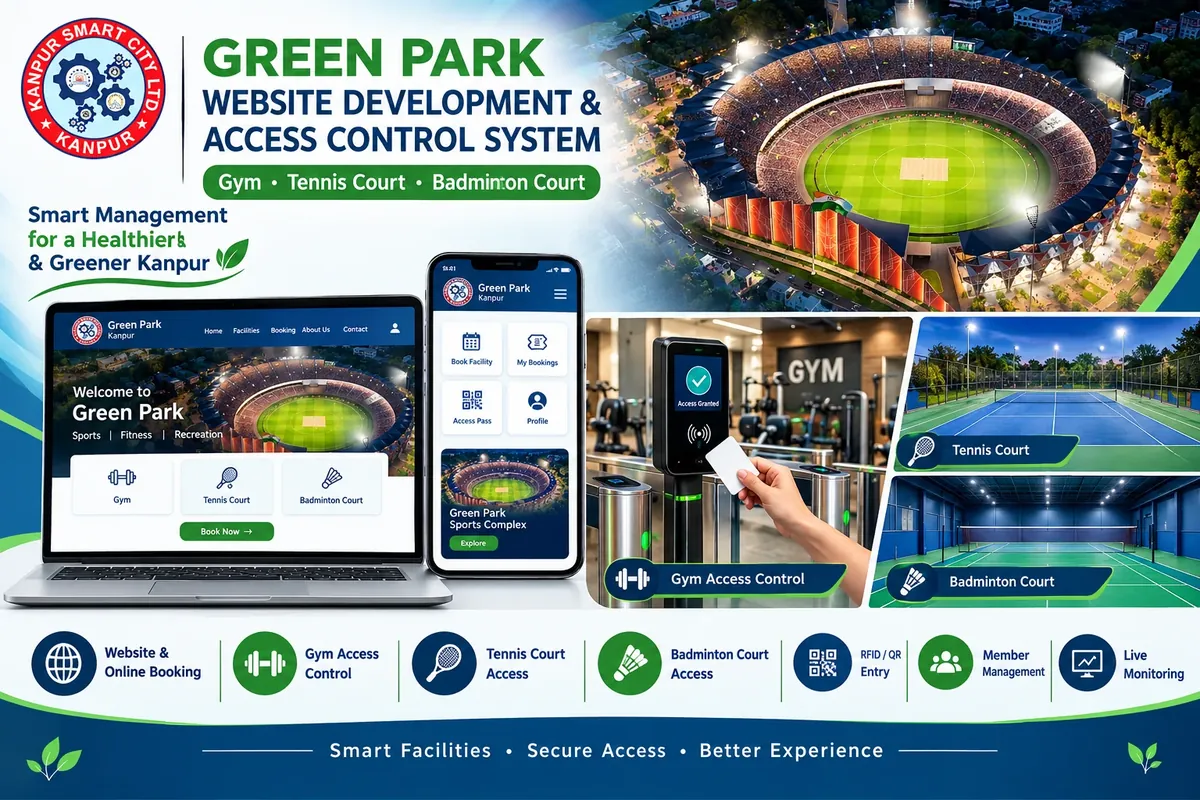 KANPUR SMART CITY LTD.
★ KANPUR ★
GREEN PARK
WEBSITE DEVELOPMENT &
ACCESS CONTROL SYSTEM
Gym • Tennis Court • Badminton Court
Smart Management
for a Healthier
& Greener Kanpur
Green Park
Kanpur
Home Facilities Booking About Us Contact
Welcome to
Green Park
Sports | Fitness | Recreation
Gym
Tennis Court
Badminton Court
Book Now →
Green Park
Kanpur
Book Facility
My Bookings
Access Pass
Profile
Green Park
Sports Complex
Explore
Access Granted
GYM
Gym Access Control
Tennis Court
Badminton Court
Website &
Online Booking
Gym Access
Control
Tennis Court
Access
Badminton Court
Access
RFID / QR
Entry
Member
Management
Live
Monitoring
Smart Facilities • Secure Access • Better Experience